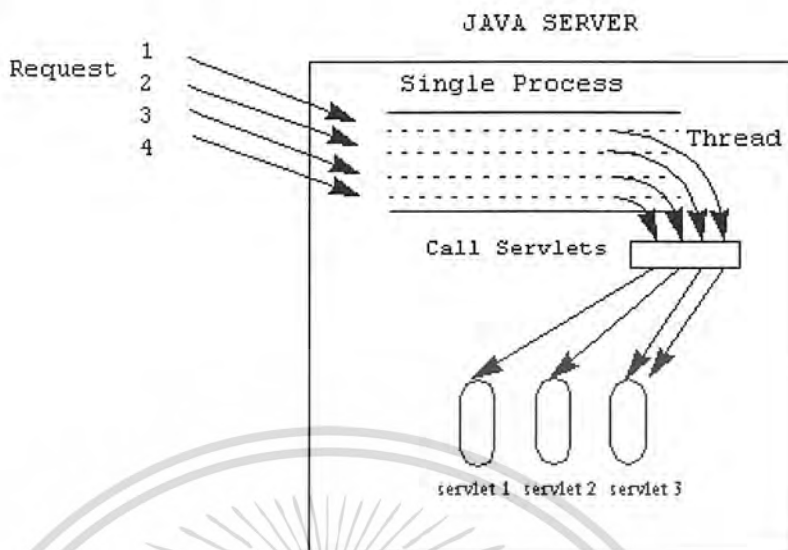 JAVA SERVER
Request
1
2
3
4
Single Process
Thread
Call Servlets
servlet 1 servlet 2 servlet 3